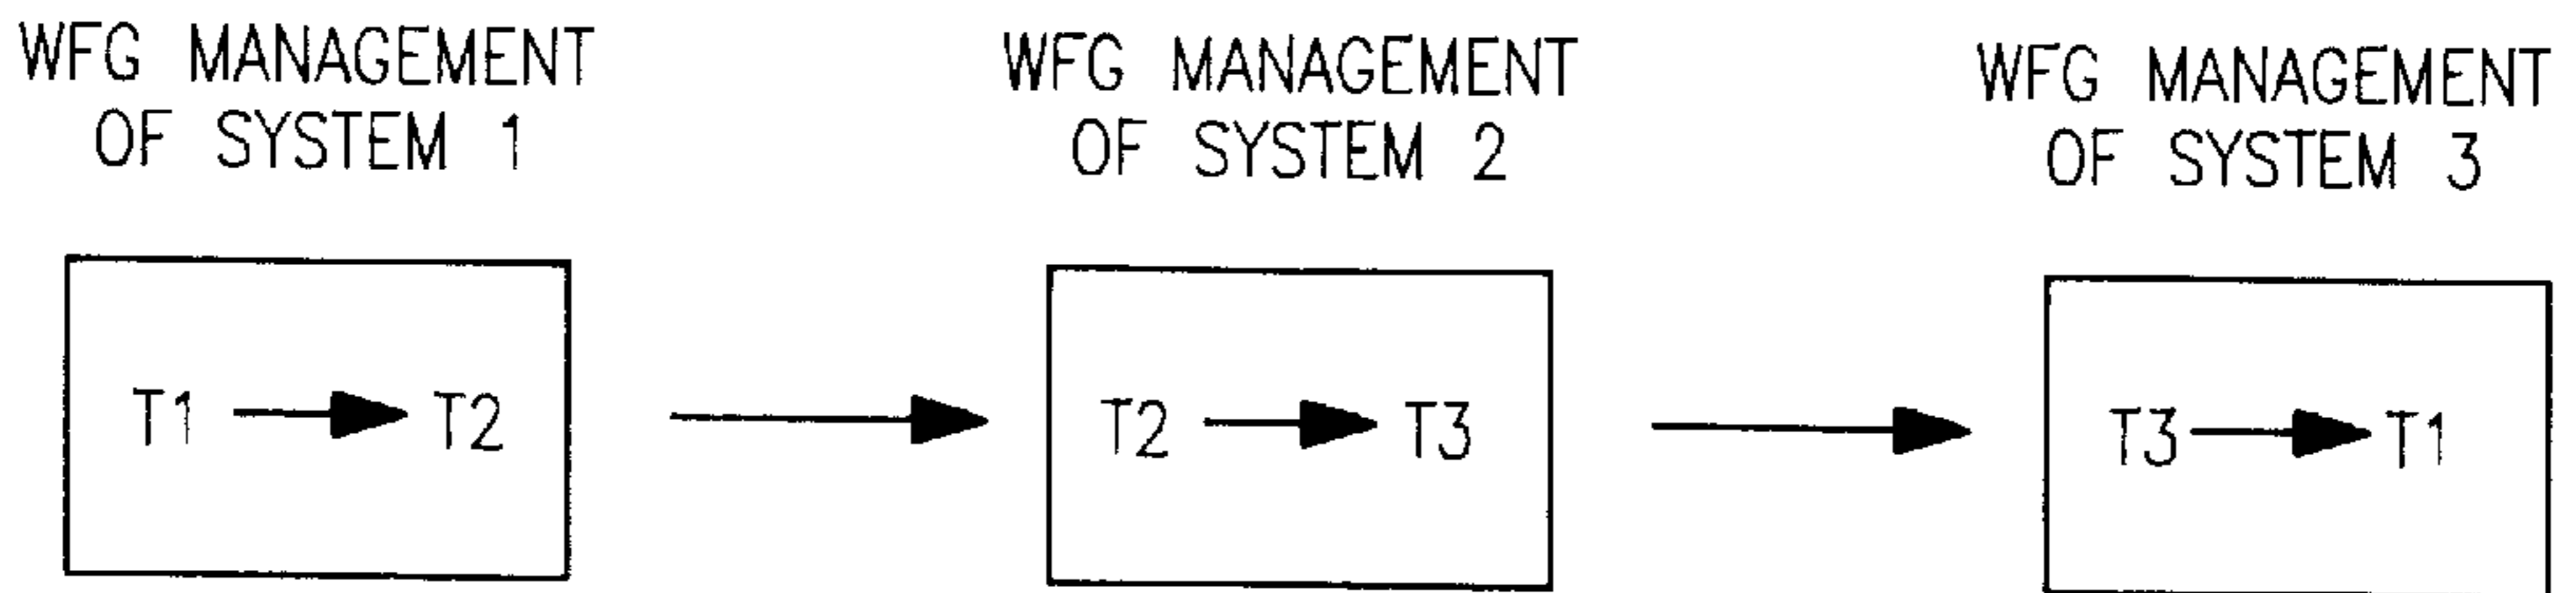 WFG MANAGEMENT
OF SYSTEM 1
WFG MANAGEMENT
OF SYSTEM 2
WFG MANAGEMENT
OF SYSTEM 3
T1 T2
T2 T3
T3 T1